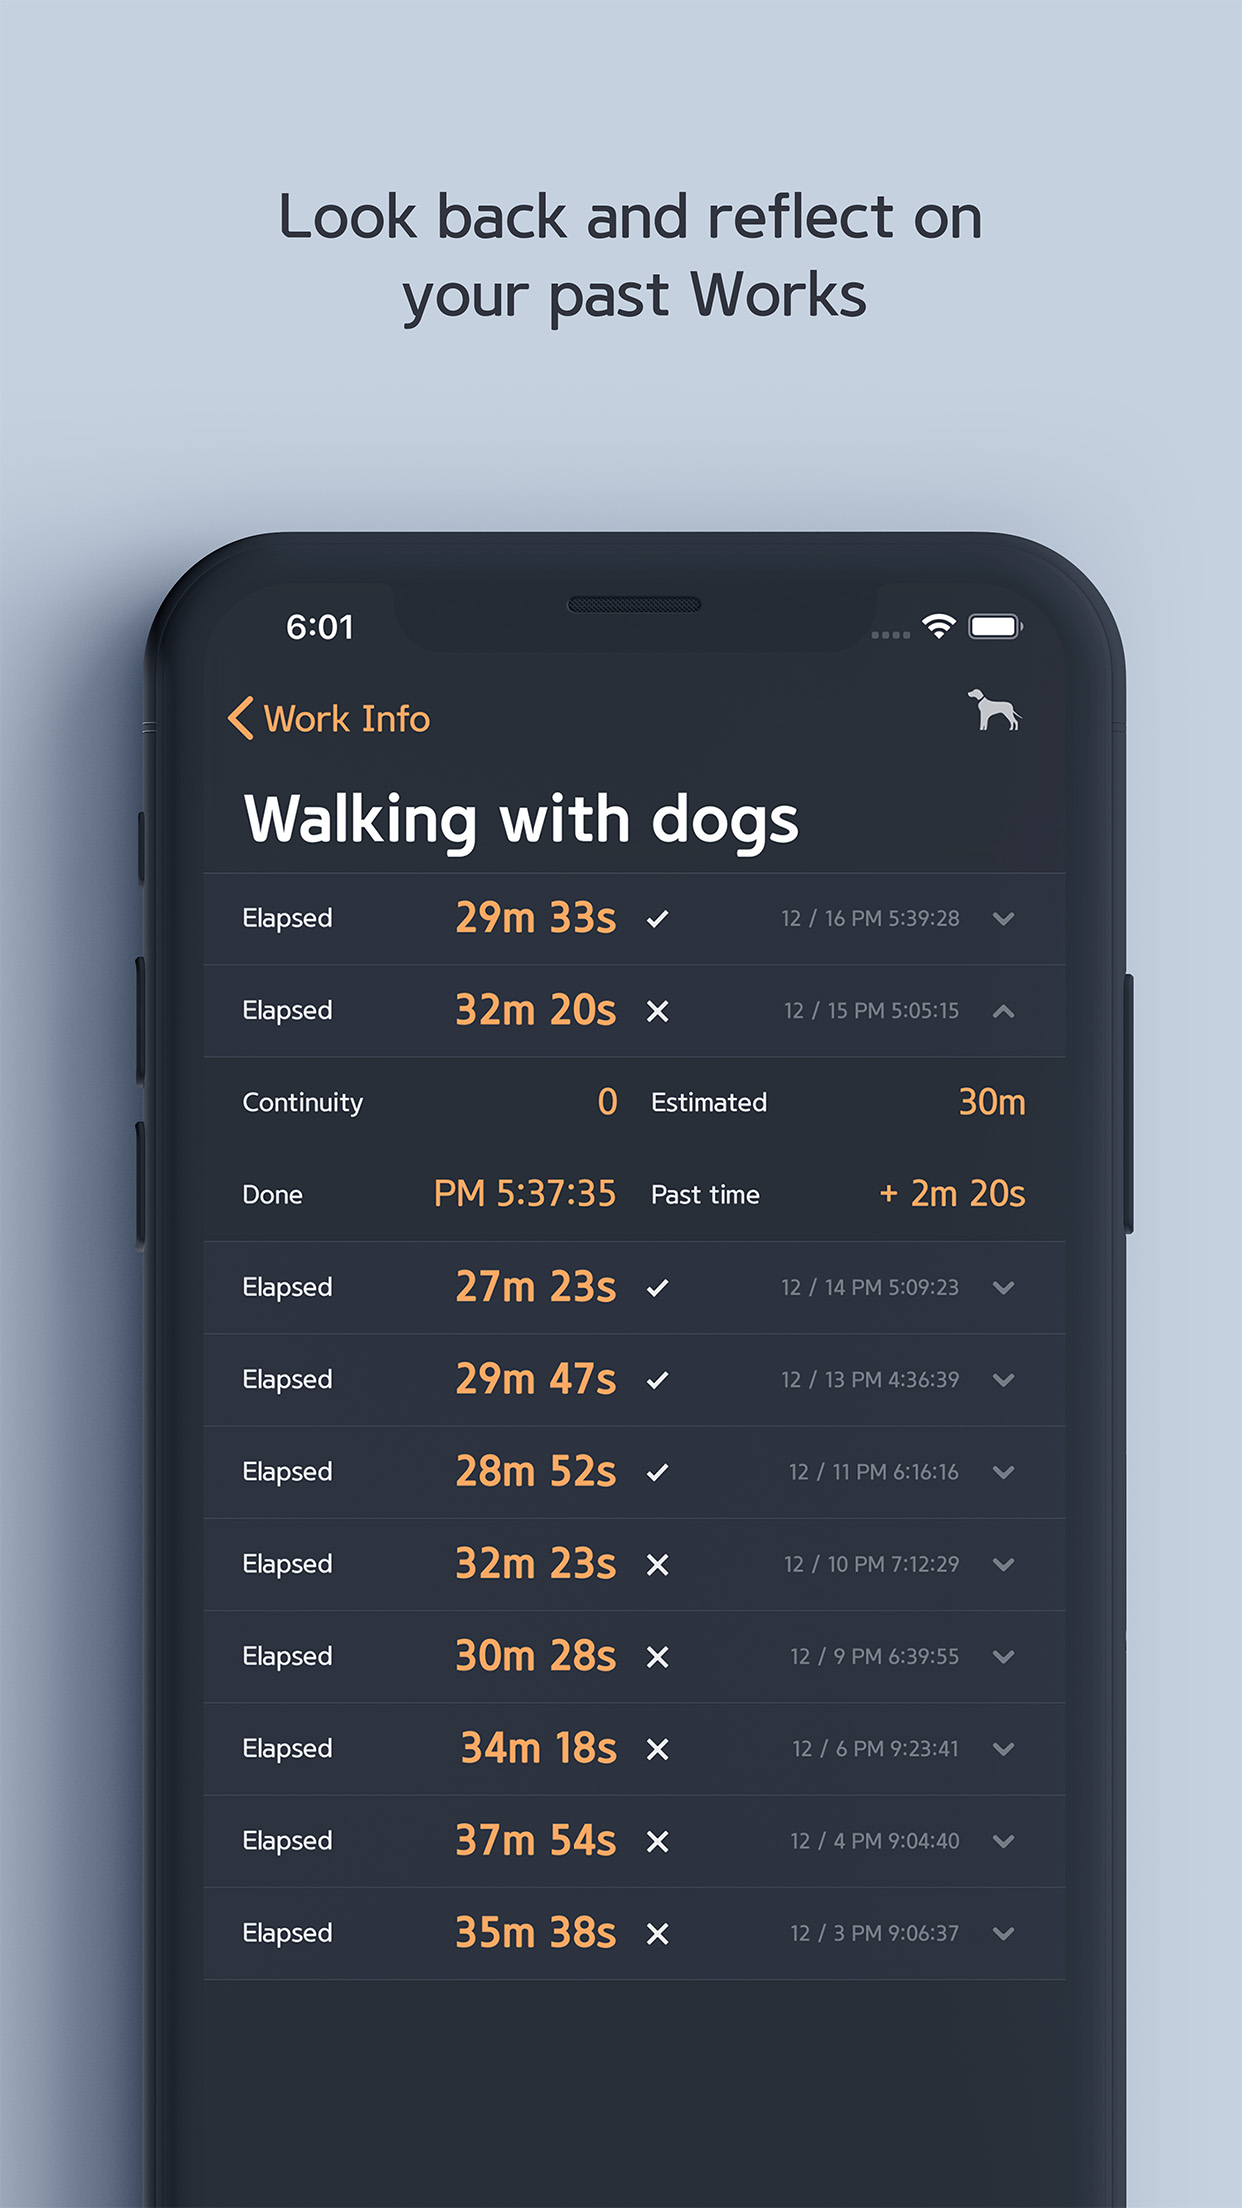 Look back and reflect on
your past Works
6:01
Work Info
Walking with dogs
Elapsed 29m 33s 12 / 16 PM 5:39:28
Elapsed 32m 20s 12 / 15 PM 5:05:15
Continuity 0 Estimated 30m
Done PM 5:37:35 Past time + 2m 20s
Elapsed 27m 23s 12 / 14 PM 5:09:23
Elapsed 29m 47s 12 / 13 PM 4:36:39
Elapsed 28m 52s 12 / 11 PM 6:16:16
Elapsed 32m 23s 12 / 10 PM 7:12:29
Elapsed 30m 28s 12 / 9 PM 6:39:55
Elapsed 34m 18s 12 / 6 PM 9:23:41
Elapsed 37m 54s 12 / 4 PM 9:04:40
Elapsed 35m 38s 12 / 3 PM 9:06:37